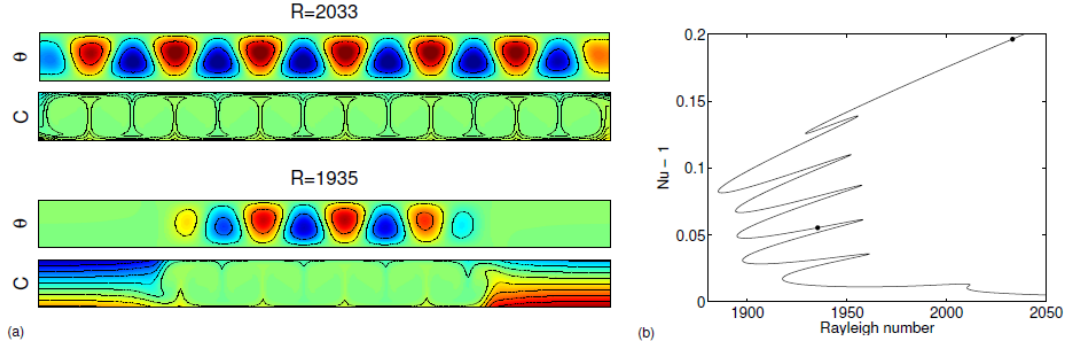 R=2033
θ
C
R=1935
θ
C
(a)
0.2
0.15
0.1
0.05
0
Nu − 1
1900
1950
2000
2050
Rayleigh number
(b)